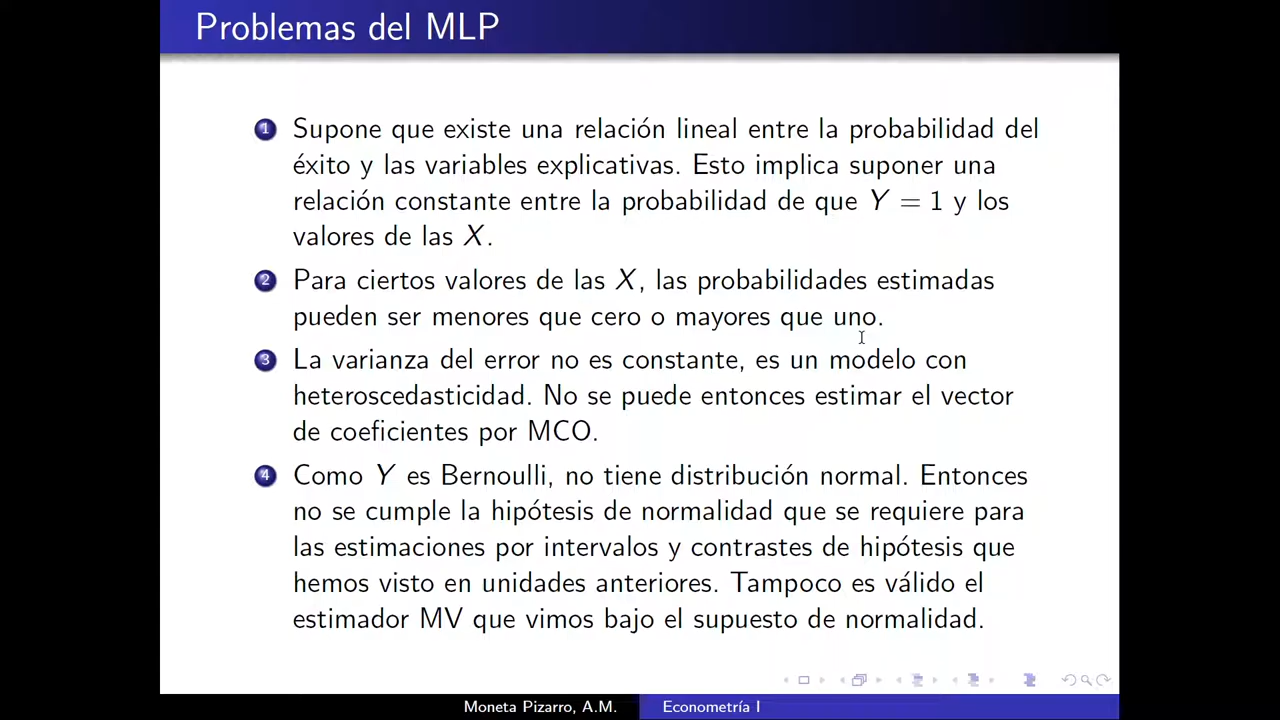 Problemas del MLP
1 Supone que existe una relación lineal entre la probabilidad del
éxito y las variables explicativas. Esto implica suponer una
relación constante entre la probabilidad de que Y = 1 y los
valores de las X.
2 Para ciertos valores de las X, las probabilidades estimadas
pueden ser menores que cero o mayores que uno.
3 La varianza del error no es constante, es un modelo con
heteroscedasticidad. No se puede entonces estimar el vector
de coeficientes por MCO.
4 Como Y es Bernoulli, no tiene distribución normal. Entonces
no se cumple la hipótesis de normalidad que se requiere para
las estimaciones por intervalos y contrastes de hipótesis que
hemos visto en unidades anteriores. Tampoco es válido el
estimador MV que vimos bajo el supuesto de normalidad.
Moneta Pizarro, A.M. Econometría I